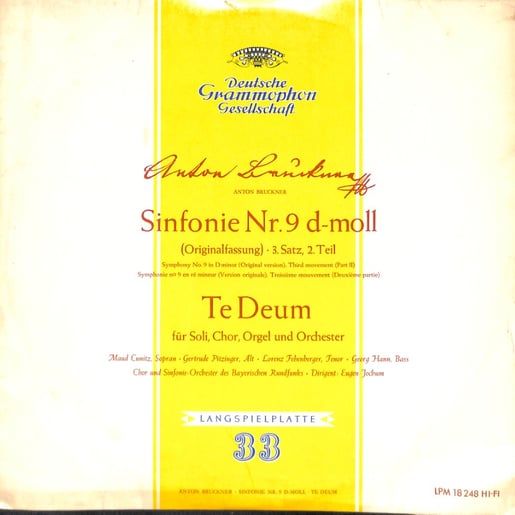 Deutsche
Grammophon
Gesellschaft
Anton Bruckner
ANTON BRUCKNER
Sinfonie Nr. 9 d-moll
(Originalfassung) · 3. Satz, 2. Teil
Symphony No. 9 in D minor (Original version). Third movement (Part II)
Symphonie nº 9 en ré mineur (Version originale). Troisième mouvement (Deuxième partie)
Te Deum
für Soli, Chor, Orgel und Orchester
Maud Cunitz, Sopran · Gertrude Pitzinger, Alt · Lorenz Fehenberger, Tenor · Georg Hann, Bass
Chor und Sinfonie-Orchester des Bayerischen Rundfunks · Dirigent: Eugen Jochum
LANGSPIELPLATTE
33
ANTON BRUCKNER · SINFONIE NR. 9 D-MOLL · TE DEUM
LPM 18 248 HI-FI